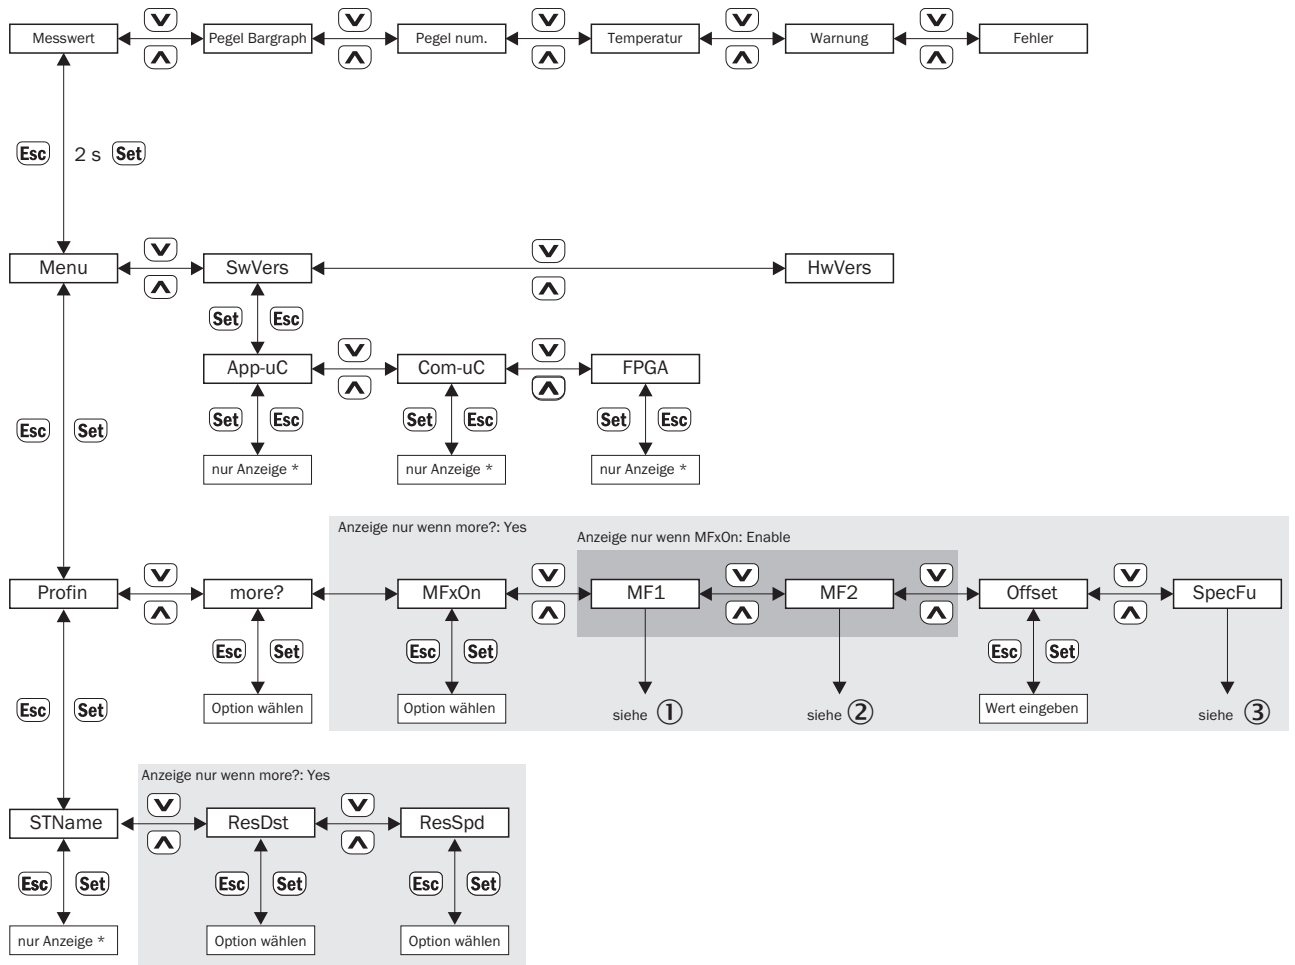 Messwert Pegel Bargraph Pegel num. Temperatur Warnung Fehler
Esc 2 s Set
Menu SwVers HwVers
Set Esc
App-uC Com-uC FPGA
Set Esc Set Esc Set Esc
Esc Set
nur Anzeige * nur Anzeige * nur Anzeige *
Anzeige nur wenn more?: Yes
Anzeige nur wenn MFxOn: Enable
Profin more? MFxOn MF1 MF2 Offset SpecFu
Esc Set Esc Set Esc Set
Esc Set
Option wählen Option wählen siehe ① siehe ② Wert eingeben siehe ③
Anzeige nur wenn more?: Yes
STName ResDst ResSpd
Esc Set Esc Set Esc Set
nur Anzeige * Option wählen Option wählen